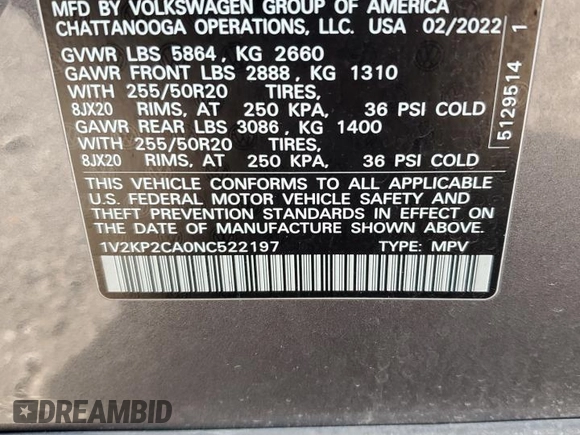 MFD BY VOLKSWAGEN GROUP OF AMERICA
CHATTANOOGA OPERATIONS, LLC. USA 02/2022
GVWR LBS 5864, KG 2660
GAWR FRONT LBS 2888, KG 1310
WITH 255/50R20 TIRES,
8JX20 RIMS, AT 250 KPA, 36 PSI COLD
GAWR REAR LBS 3086, KG 1400
WITH 255/50R20 TIRES,
8JX20 RIMS, AT 250 KPA, 36 PSI COLD
THIS VEHICLE CONFORMS TO ALL APPLICABLE
U.S. FEDERAL MOTOR VEHICLE SAFETY AND
THEFT PREVENTION STANDARDS IN EFFECT ON
THE DATE OF MANUFACTURE SHOWN ABOVE.
1V2KP2CA0NC522197 TYPE: MPV
5129514 1
DREAMBID